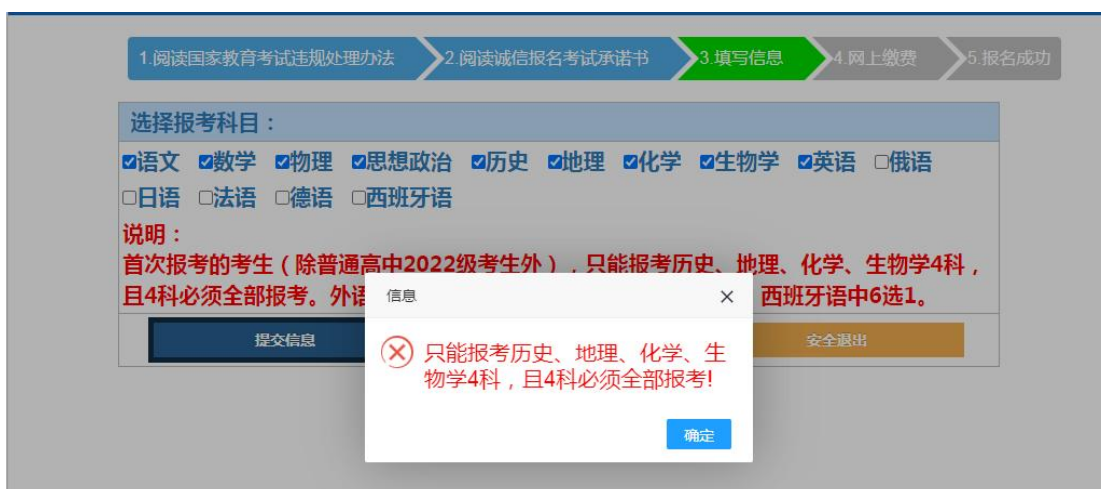 1.阅读国家教育考试违规处理办法 2.阅读诚信报名考试承诺书 3.填写信息 4.网上缴费 5.报名成功
选择报考科目：
语文 数学 物理 思想政治 历史 地理 化学 生物学 英语 俄语
日语 法语 德语 西班牙语
说明：
首次报考的考生（除普通高中2022级考生外），只能报考历史、地理、化学、生物学4科，
且4科必须全部报考。外语 西班牙语中6选1。
信息
只能报考历史、地理、化学、生
物学4科，且4科必须全部报考!
确定
提交信息 安全退出